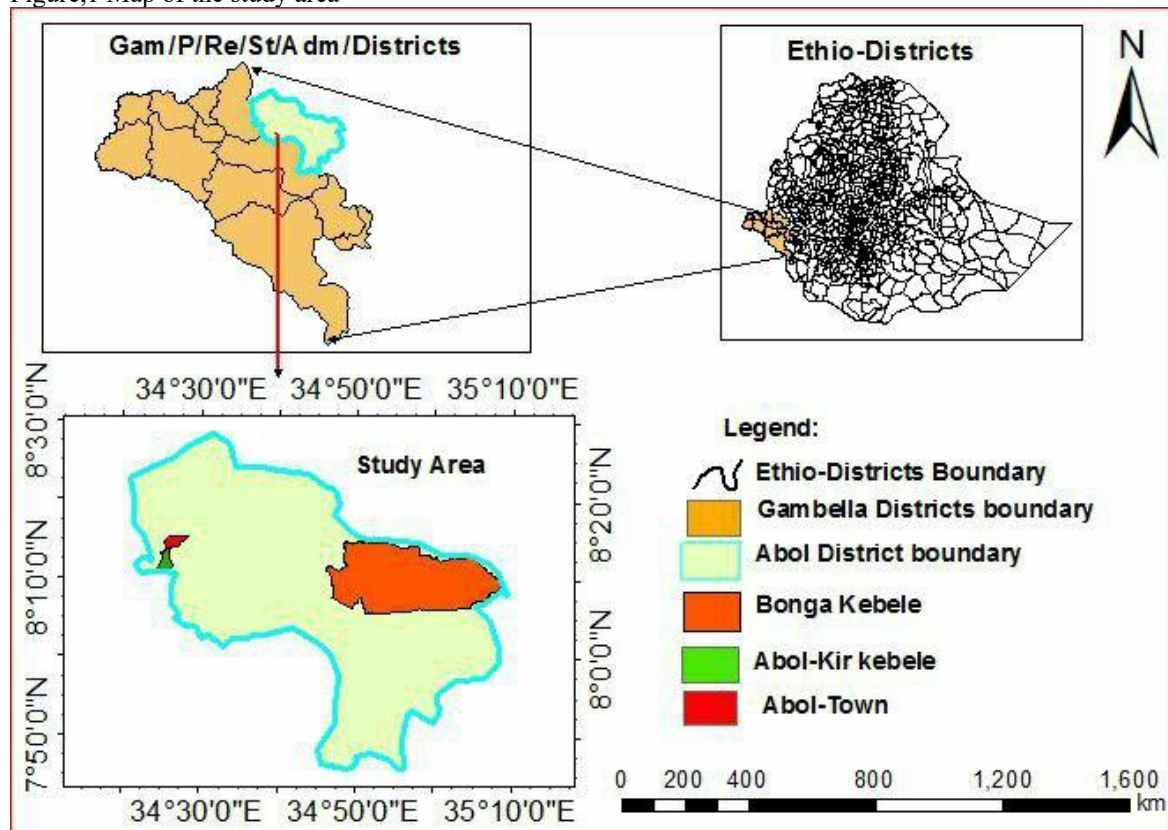 Figure,1 Map of the study area
Gam/P/Re/St/Adm/Districts
Ethio-Districts
N
34°30'0"E 34°50'0"E 35°10'0"E
8°30'0"N
8°10'0"N
7°50'0"N
Study Area
8°20'0"N
8°0'0"N
34°30'0"E 34°50'0"E 35°10'0"E
Legend:
Ethio-Districts Boundary
Gambella Districts boundary
Abol District boundary
Bonga Kebele
Abol-Kir kebele
Abol-Town
0 200 400 800 1,200 1,600
km